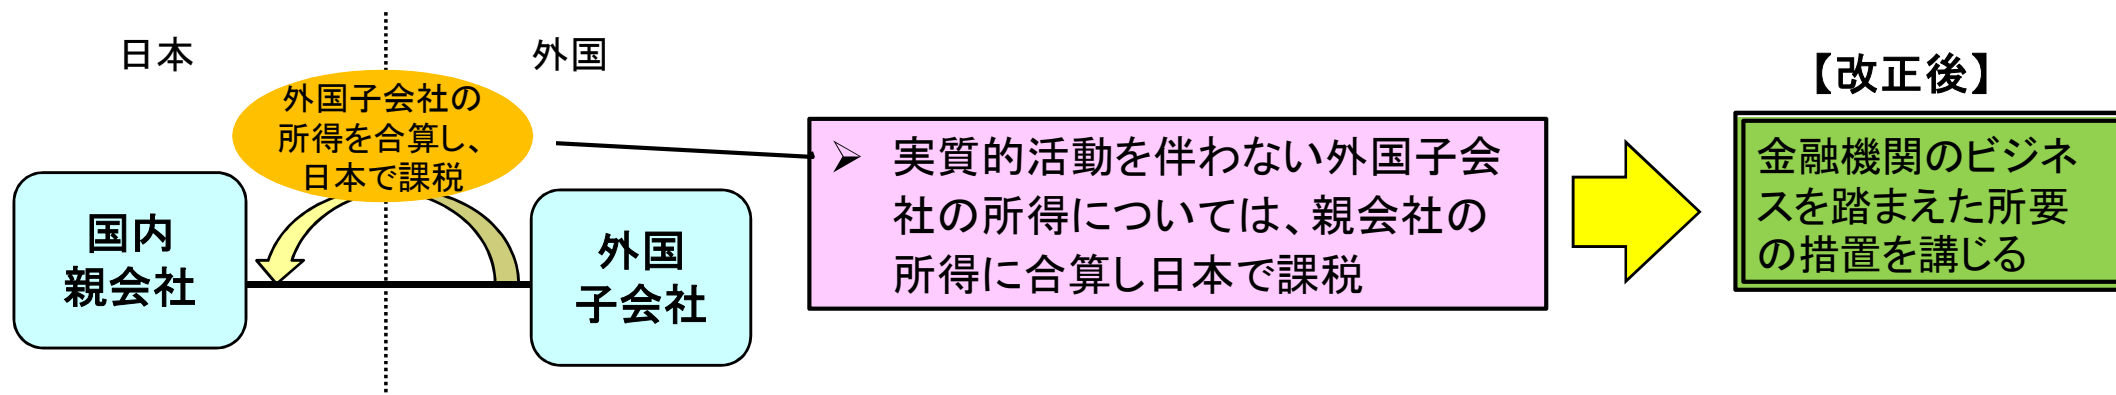 日本
外国
外国子会社の
所得を合算し、
日本で課税
国内
親会社
外国
子会社
➢ 実質的活動を伴わない外国子会
社の所得については、親会社の
所得に合算し日本で課税
【改正後】
金融機関のビジネ
スを踏まえた所要
の措置を講じる